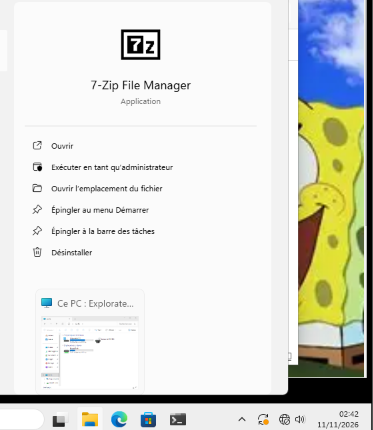 7z
7-Zip File Manager
Application
Ouvrir
Exécuter en tant qu'administrateur
Ouvrir l'emplacement du fichier
Épingler au menu Démarrer
Épingler à la barre des tâches
Désinstaller
Ce PC : Explorate...
02:42
11/11/2026